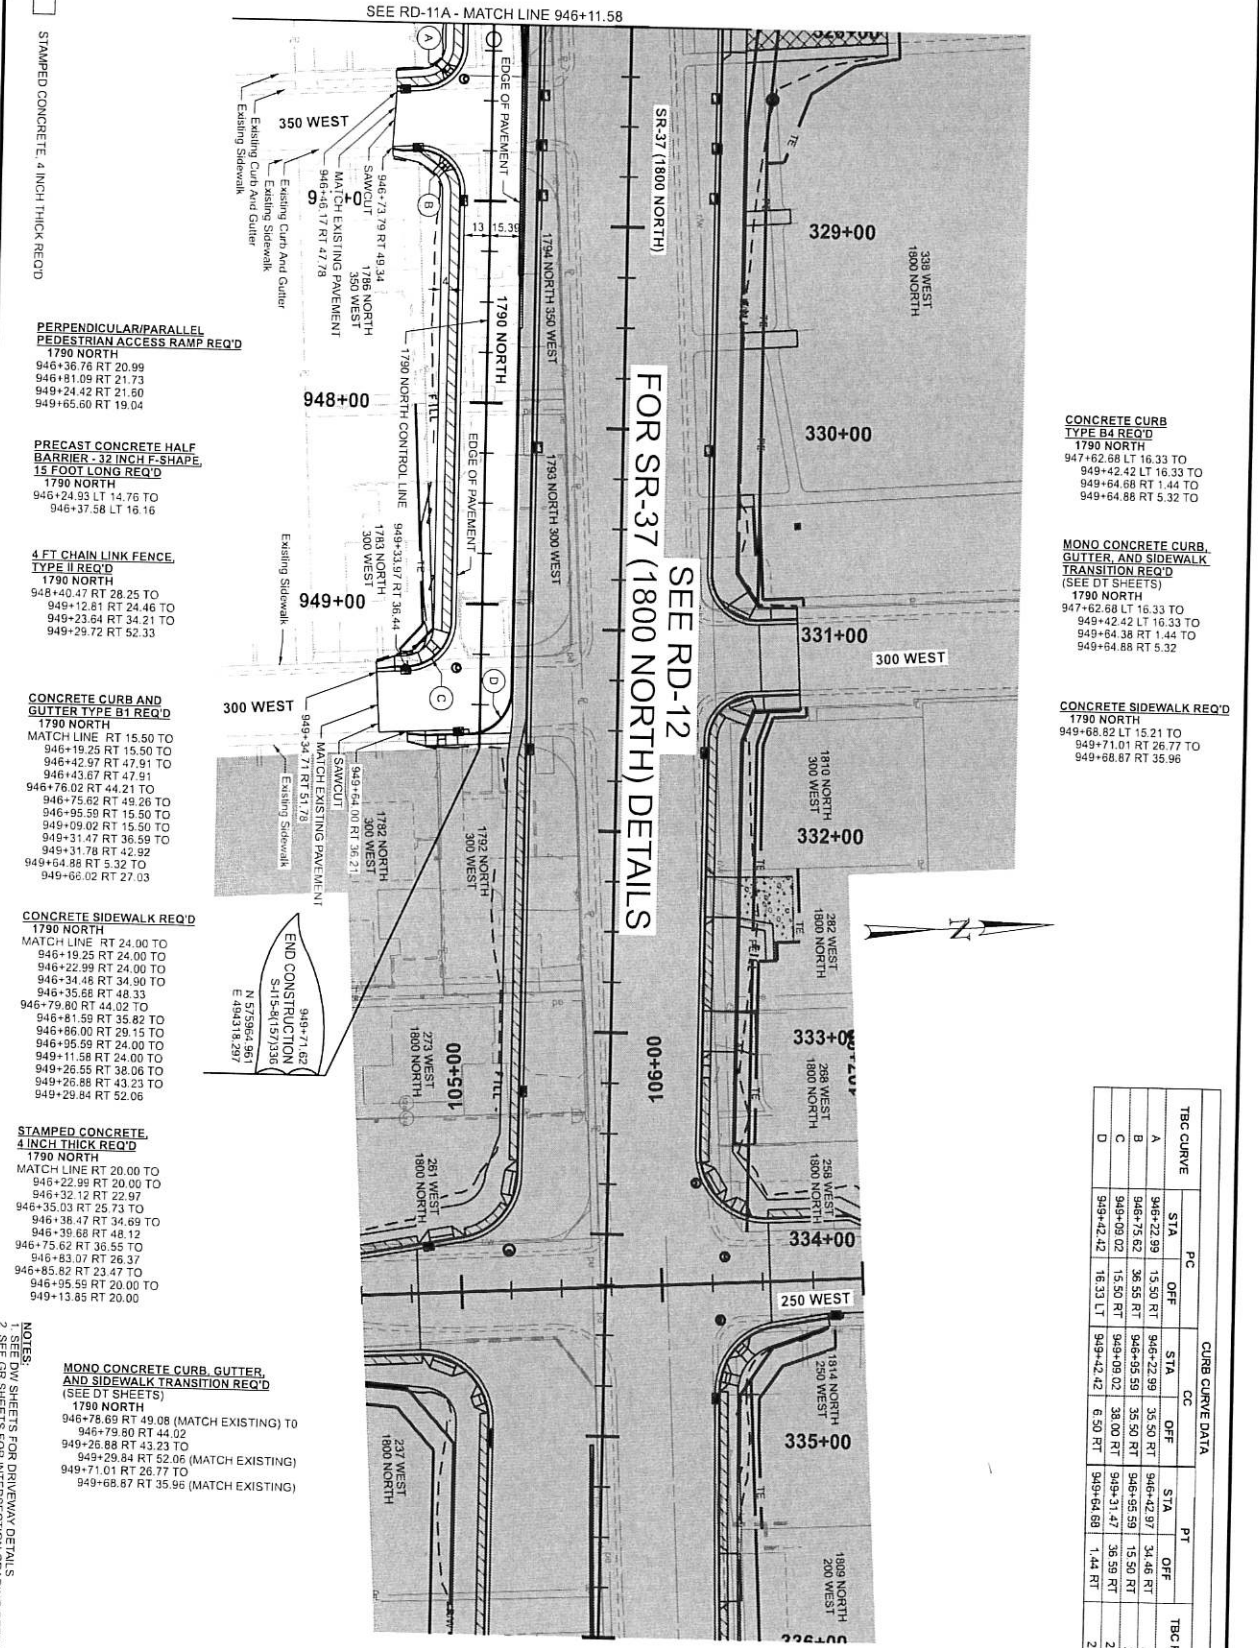 SEE RD-11A - MATCH LINE 946+11.58
STAMPED CONCRETE, 4 INCH THICK REQ'D
PERPENDICULAR/PARALLEL
PEDESTRIAN ACCESS RAMP REQ'D
1790 NORTH
946+36.76 RT 20.99
946+81.09 RT 21.73
949+24.42 RT 21.60
949+65.60 RT 19.04
PRECAST CONCRETE HALF
BARRIER - 32 INCH F-SHAPE,
15 FOOT LONG REQ'D
1790 NORTH
946+24.93 LT 14.76 TO
946+37.58 LT 16.16
4 FT CHAIN LINK FENCE,
TYPE II REQ'D
1790 NORTH
948+40.47 RT 28.25 TO
949+12.81 RT 24.46 TO
949+23.64 RT 34.21 TO
949+29.72 RT 52.33
CONCRETE CURB AND
GUTTER TYPE B1 REQ'D
1790 NORTH
MATCH LINE RT 15.50 TO
946+19.25 RT 15.50 TO
946+42.97 RT 47.91 TO
946+43.67 RT 47.91
946+76.02 RT 44.21 TO
946+75.62 RT 49.26 TO
946+95.59 RT 15.50 TO
949+09.02 RT 15.50 TO
949+31.47 RT 36.59 TO
949+31.78 RT 42.92
949+64.88 RT 5.32 TO
949+66.02 RT 27.03
CONCRETE SIDEWALK REQ'D
1790 NORTH
MATCH LINE RT 24.00 TO
946+19.25 RT 24.00 TO
946+22.99 RT 24.00 TO
946+34.48 RT 34.90 TO
946+35.68 RT 48.33
946+79.80 RT 44.02 TO
946+81.59 RT 35.82 TO
946+86.00 RT 29.15 TO
946+95.59 RT 24.00 TO
949+11.58 RT 24.00 TO
949+26.55 RT 38.06 TO
949+26.88 RT 43.23 TO
949+29.84 RT 52.06
STAMPED CONCRETE,
4 INCH THICK REQ'D
1790 NORTH
MATCH LINE RT 20.00 TO
946+22.99 RT 20.00 TO
946+32.12 RT 22.97
946+35.03 RT 25.73 TO
946+38.47 RT 34.69 TO
946+39.68 RT 48.12
946+75.62 RT 36.55 TO
946+83.07 RT 26.37
946+85.82 RT 23.47 TO
946+95.59 RT 20.00 TO
949+13.85 RT 20.00
MONO CONCRETE CURB, GUTTER,
AND SIDEWALK TRANSITION REQ'D
(SEE DT SHEETS)
1790 NORTH
946+78.69 RT 49.08 (MATCH EXISTING) TO
946+79.80 RT 44.02
949+26.88 RT 43.23 TO
949+29.84 RT 52.06 (MATCH EXISTING)
949+71.01 RT 26.77 TO
949+68.87 RT 35.96 (MATCH EXISTING)
NOTES:
1. SEE DW SHEETS FOR DRIVEWAY DETAILS
A
B
C
D
EDGE OF PAVEMENT
350 WEST
Existing Curb And Gutter
Existing Sidewalk
Existing Curb And Gutter
Existing Sidewalk
946+73.79 RT 49.34
SAWCUT
MATCH EXISTING PAVEMENT
946+46.17 RT 47.78
1786 NORTH
350 WEST
13
15.39
4
1790 NORTH
1790 NORTH CONTROL LINE
FILL
948+00
EDGE OF PAVEMENT
949+33.97 RT 36.44
1783 NORTH
300 WEST
TE
949+00
Existing Sidewalk
300 WEST
949+34.71 RT 51.78
MATCH EXISTING PAVEMENT
SAWCUT
949+64.00 RT 36.21
Existing Sidewalk
1782 NORTH
300 WEST
1792 NORTH
300 WEST
949+71.62
END CONSTRUCTION
S-I15-8(157)336
N 575964.961
E 494318.297
SR-37 (1800 NORTH)
1794 NORTH 350 WEST
1793 NORTH 300 WEST
SEE RD-12
FOR SR-37 (1800 NORTH) DETAILS
338 WEST
1800 NORTH
329+00
330+00
331+00
300 WEST
1810 NORTH
300 WEST
332+00
282 WEST
1800 NORTH
268 WEST
1800 NORTH
258 WEST
1800 NORTH
334+00
250 WEST
1814 NORTH
250 WEST
335+00
1809 NORTH
200 WEST
105+00
106+00
273 WEST
1800 NORTH
FILL
261 WEST
1800 NORTH
237 WEST
1800 NORTH
N
CONCRETE CURB
TYPE B4 REQ'D
1790 NORTH
947+62.68 LT 16.33 TO
949+42.42 LT 16.33 TO
949+64.68 RT 1.44 TO
949+64.88 RT 5.32 TO
MONO CONCRETE CURB,
GUTTER, AND SIDEWALK
TRANSITION REQ'D
(SEE DT SHEETS)
1790 NORTH
947+62.68 LT 16.33 TO
949+42.42 LT 16.33 TO
949+64.38 RT 1.44 TO
949+64.88 RT 5.32
CONCRETE SIDEWALK REQ'D
1790 NORTH
949+68.82 LT 15.21 TO
949+71.01 RT 26.77 TO
949+68.87 RT 35.96
CURB CURVE DATA
TBC CURVE PC CC PT
STA OFF STA OFF STA OFF
A 946+22.99 15.50 RT 946+22.99 35.50 RT 946+42.97 34.46 RT
B 946+75.62 36.55 RT 946+95.59 35.50 RT 946+95.59 15.50 RT
C 949+09.02 15.50 RT 949+09.02 38.00 RT 949+31.47 36.59 RT
D 949+42.42 16.33 LT 949+42.42 6.50 RT 949+64.68 1.44 RT